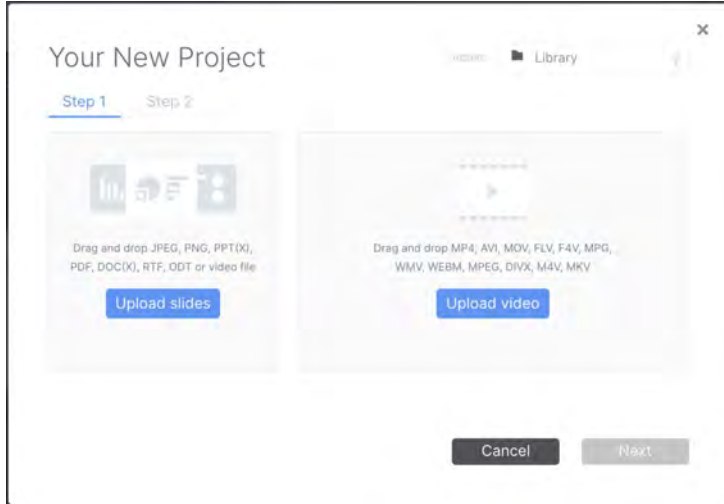 Your New Project
Library
Step 1
Step 2
Drag and drop JPEG, PNG, PPT(X),
PDF, DOC(X), RTF, ODT or video file
Upload slides
Drag and drop MP4, AVI, MOV, FLV, F4V, MPG,
WMV, WEBM, MPEG, DIVX, M4V, MKV
Upload video
Cancel
Next